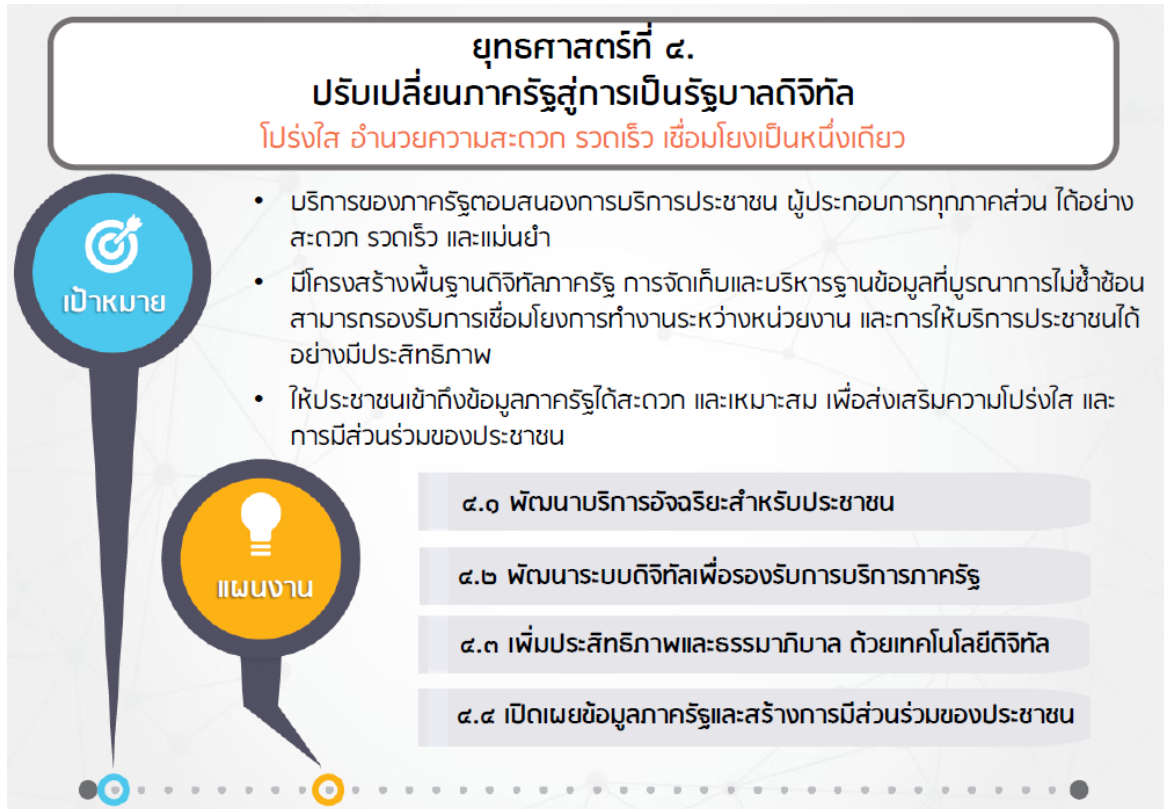 ยุทธศาสตร์ที่ ๔.
ปรับเปลี่ยนภาครัฐสู่การเป็นรัฐบาลดิจิทัล
โปร่งใส อำนวยความสะดวก รวดเร็ว เชื่อมโยงเป็นหนึ่งเดียว
เป้าหมาย
• บริการของภาครัฐตอบสนองการบริการประชาชน ผู้ประกอบการทุกภาคส่วน ได้อย่าง
สะดวก รวดเร็ว และแม่นยำ
• มีโครงสร้างพื้นฐานดิจิทัลภาครัฐ การจัดเก็บและบริหารฐานข้อมูลที่บูรณาการไม่ซ้ำซ้อน
สามารถรองรับการเชื่อมโยงการทำงานระหว่างหน่วยงาน และการให้บริการประชาชนได้
อย่างมีประสิทธิภาพ
• ให้ประชาชนเข้าถึงข้อมูลภาครัฐได้สะดวก และเหมาะสม เพื่อส่งเสริมความโปร่งใส และ
การมีส่วนร่วมของประชาชน
แผนงาน
๔.๑ พัฒนาบริการอัจฉริยะสำหรับประชาชน
๔.๒ พัฒนาระบบดิจิทัลเพื่อรองรับการบริการภาครัฐ
๔.๓ เพิ่มประสิทธิภาพและธรรมาภิบาล ด้วยเทคโนโลยีดิจิทัล
๔.๔ เปิดเผยข้อมูลภาครัฐและสร้างการมีส่วนร่วมของประชาชน